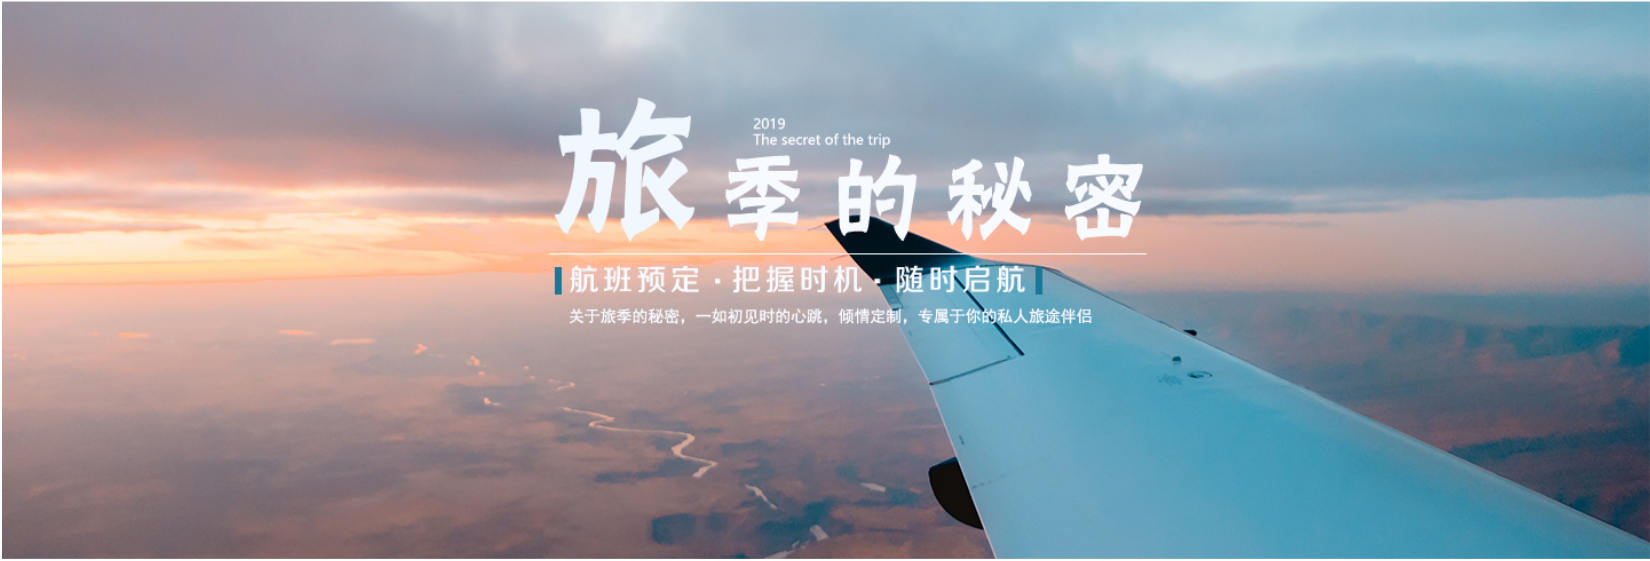 2019
The secret of the trip
旅季的秘密
航班预定·把握时机·随时启航
关于旅季的秘密，一如初见时的心跳，倾情定制，专属于你的私人旅途伴侣